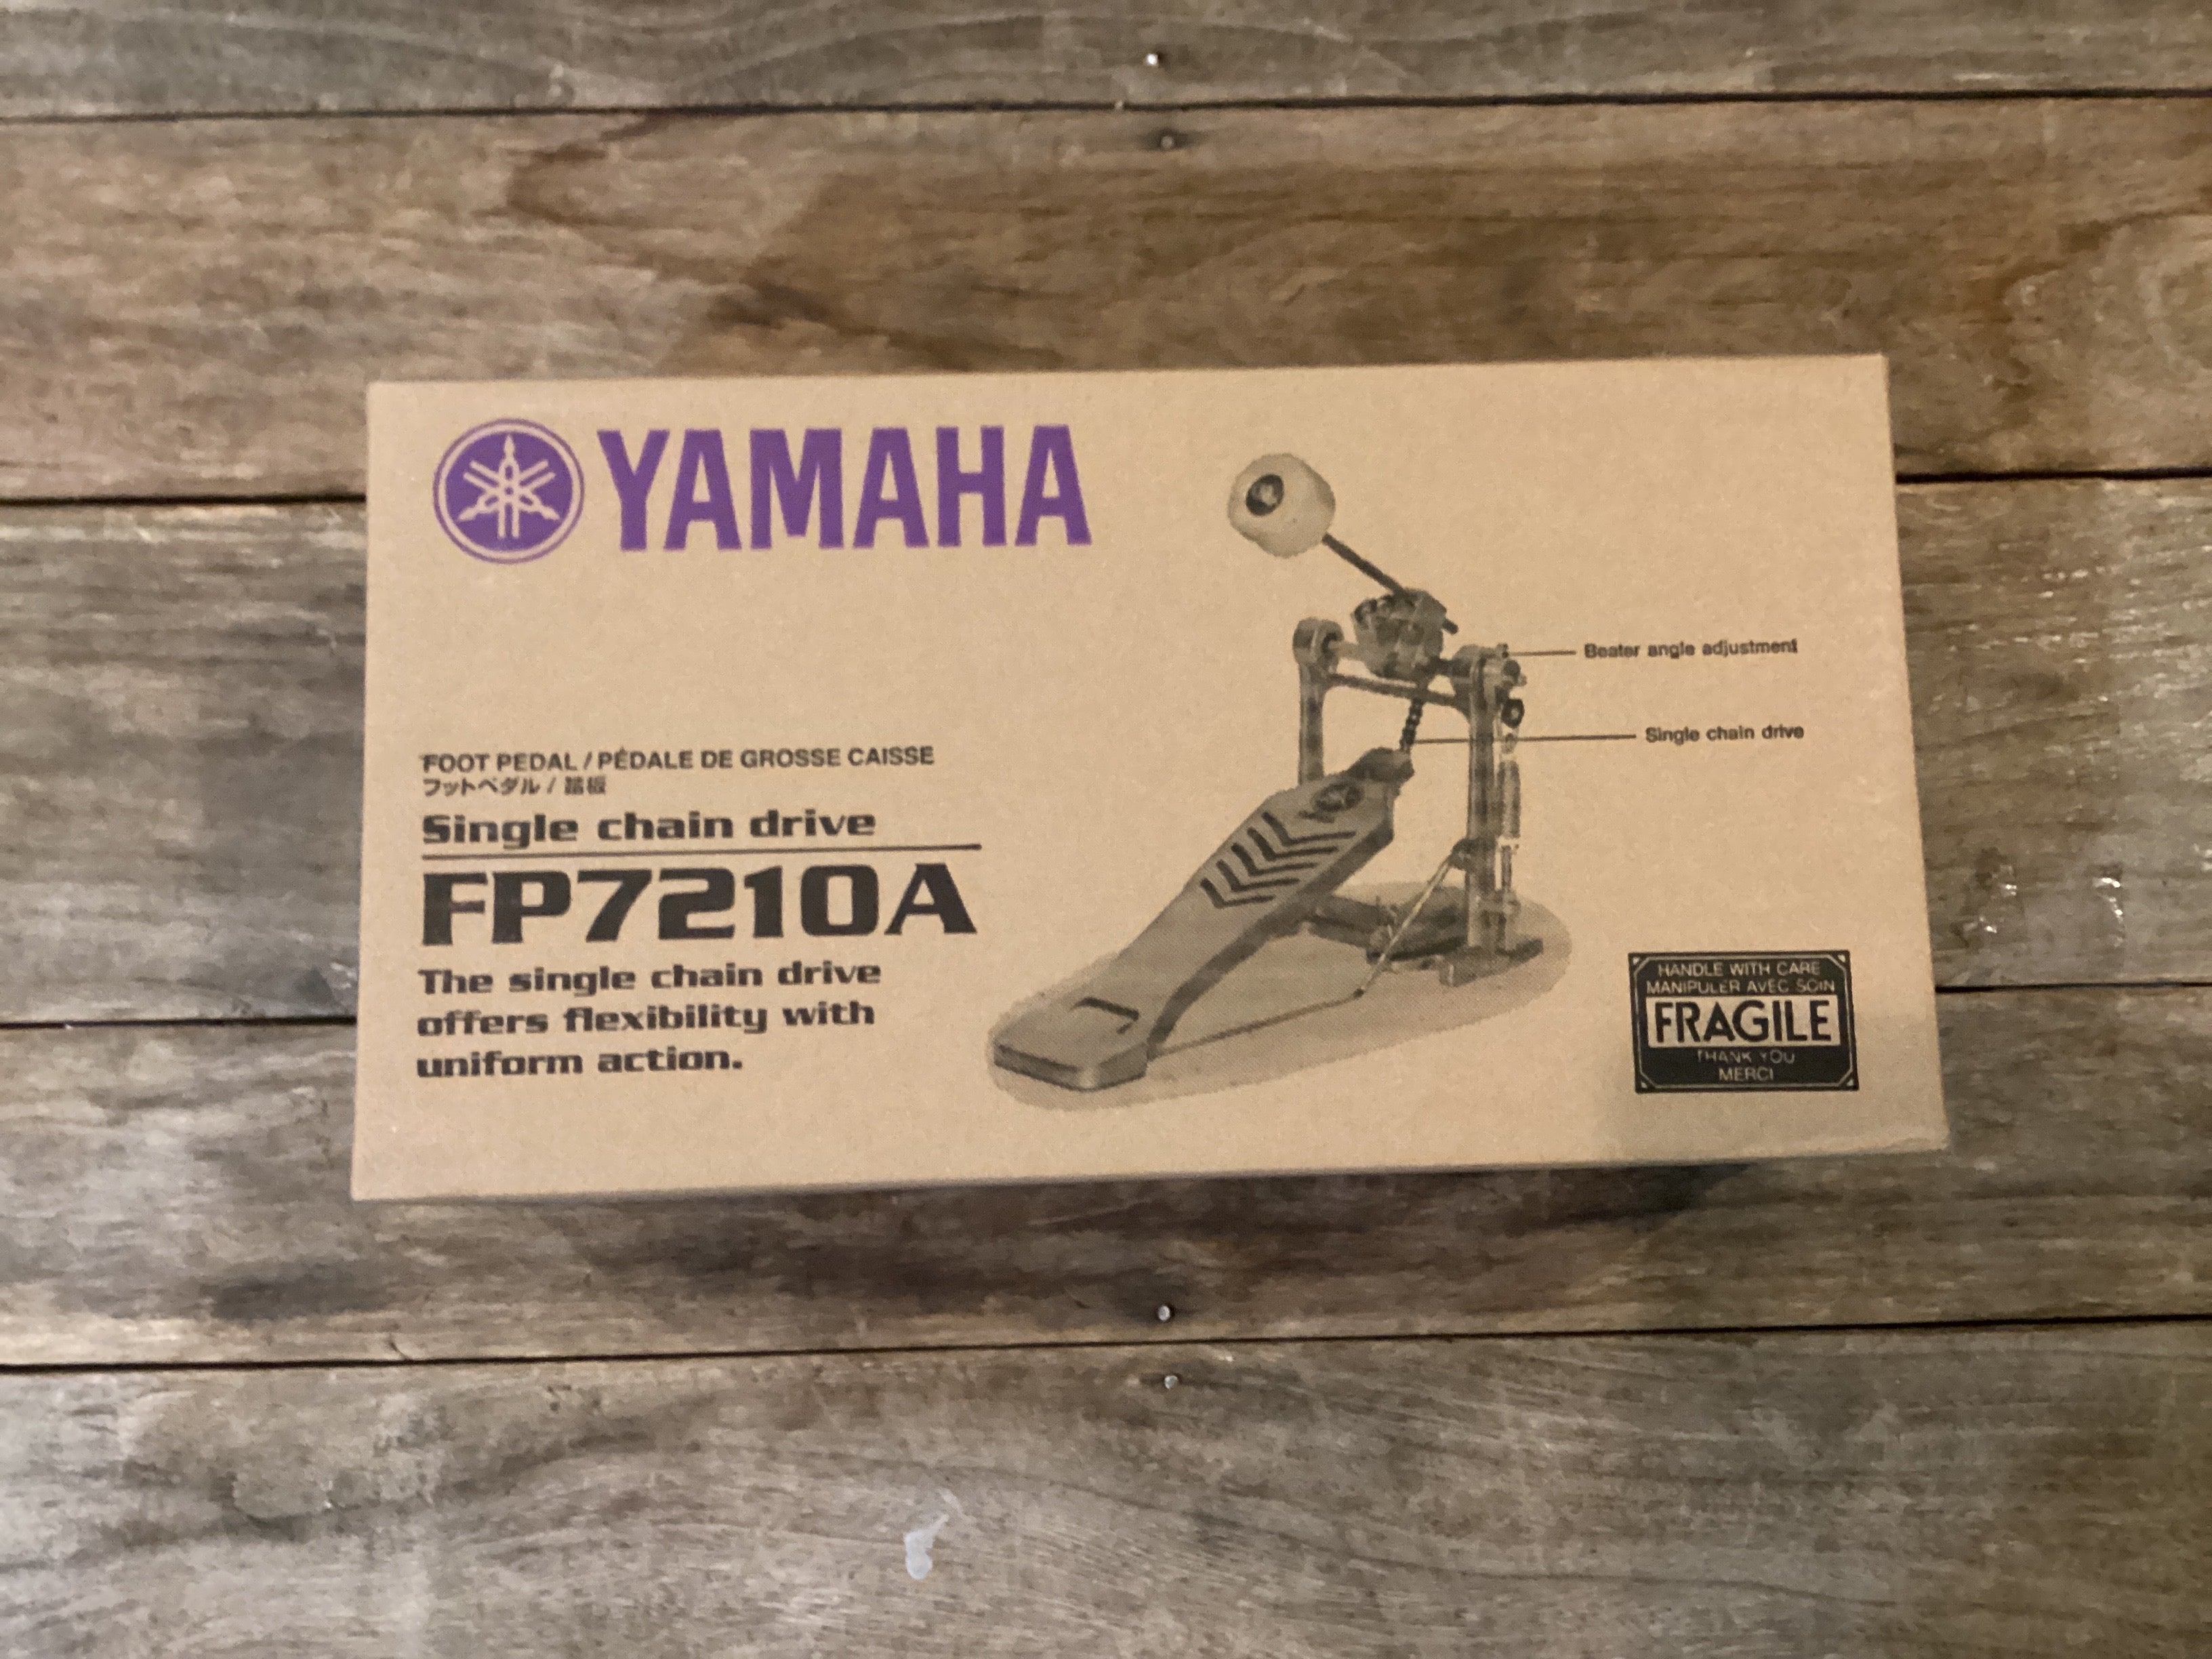 YAMAHA
FOOT PEDAL / PÉDALE DE GROSSE CAISSE
フットペダル / 踏板
Single chain drive
FP7210A
The single chain drive
offers flexibility with
uniform action.
Beater angle adjustment
Single chain drive
HANDLE WITH CARE
MANIPULER AVEC SOIN
FRAGILE
THANK YOU
MERCI